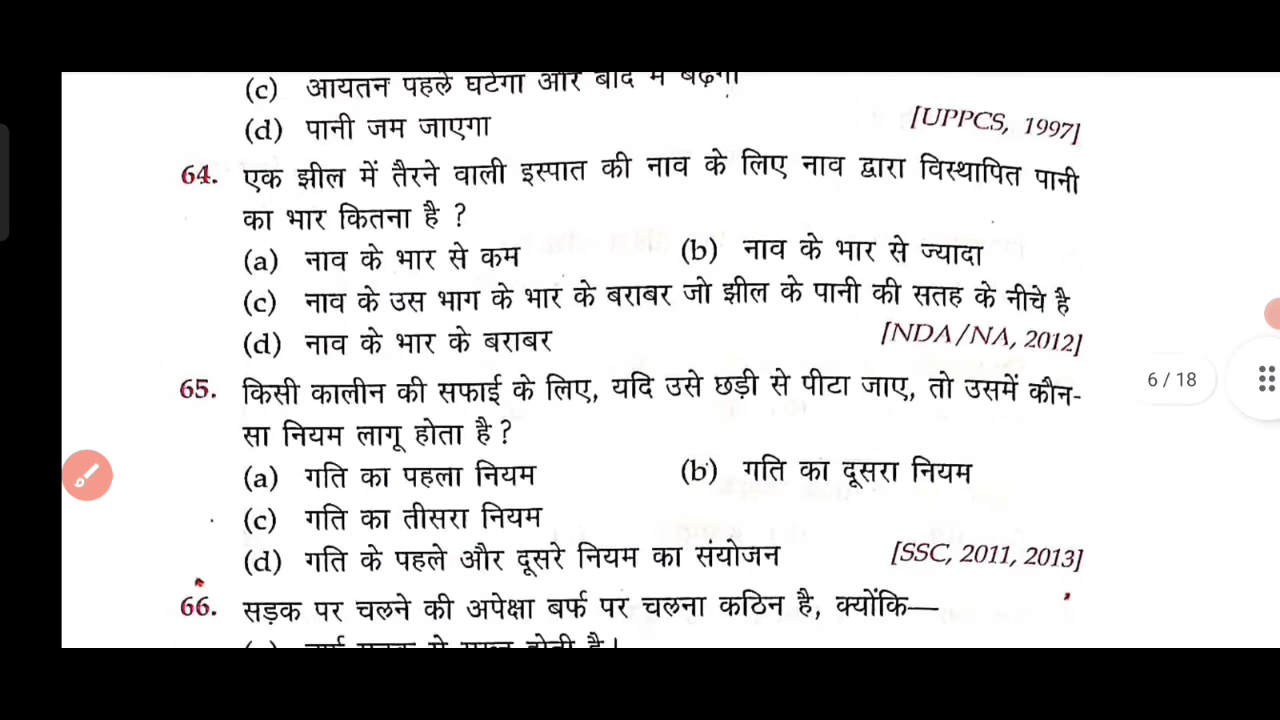 (c) आयतन पहले घटेगा और बाद में बढ़ेगा
(d) पानी जम जाएगा [UPPCS, 1997]
64. एक झील में तैरने वाली इस्पात की नाव के लिए नाव द्वारा विस्थापित पानी
का भार कितना है ?
(a) नाव के भार से कम (b) नाव के भार से ज्यादा
(c) नाव के उस भाग के भार के बराबर जो झील के पानी की सतह के नीचे है
(d) नाव के भार के बराबर [NDA/NA, 2012]
65. किसी कालीन की सफाई के लिए, यदि उसे छड़ी से पीटा जाए, तो उसमें कौन-
सा नियम लागू होता है ?
(a) गति का पहला नियम (b) गति का दूसरा नियम
(c) गति का तीसरा नियम
(d) गति के पहले और दूसरे नियम का संयोजन [SSC, 2011, 2013]
66. सड़क पर चलने की अपेक्षा बर्फ पर चलना कठिन है, क्योंकि—
6 / 18